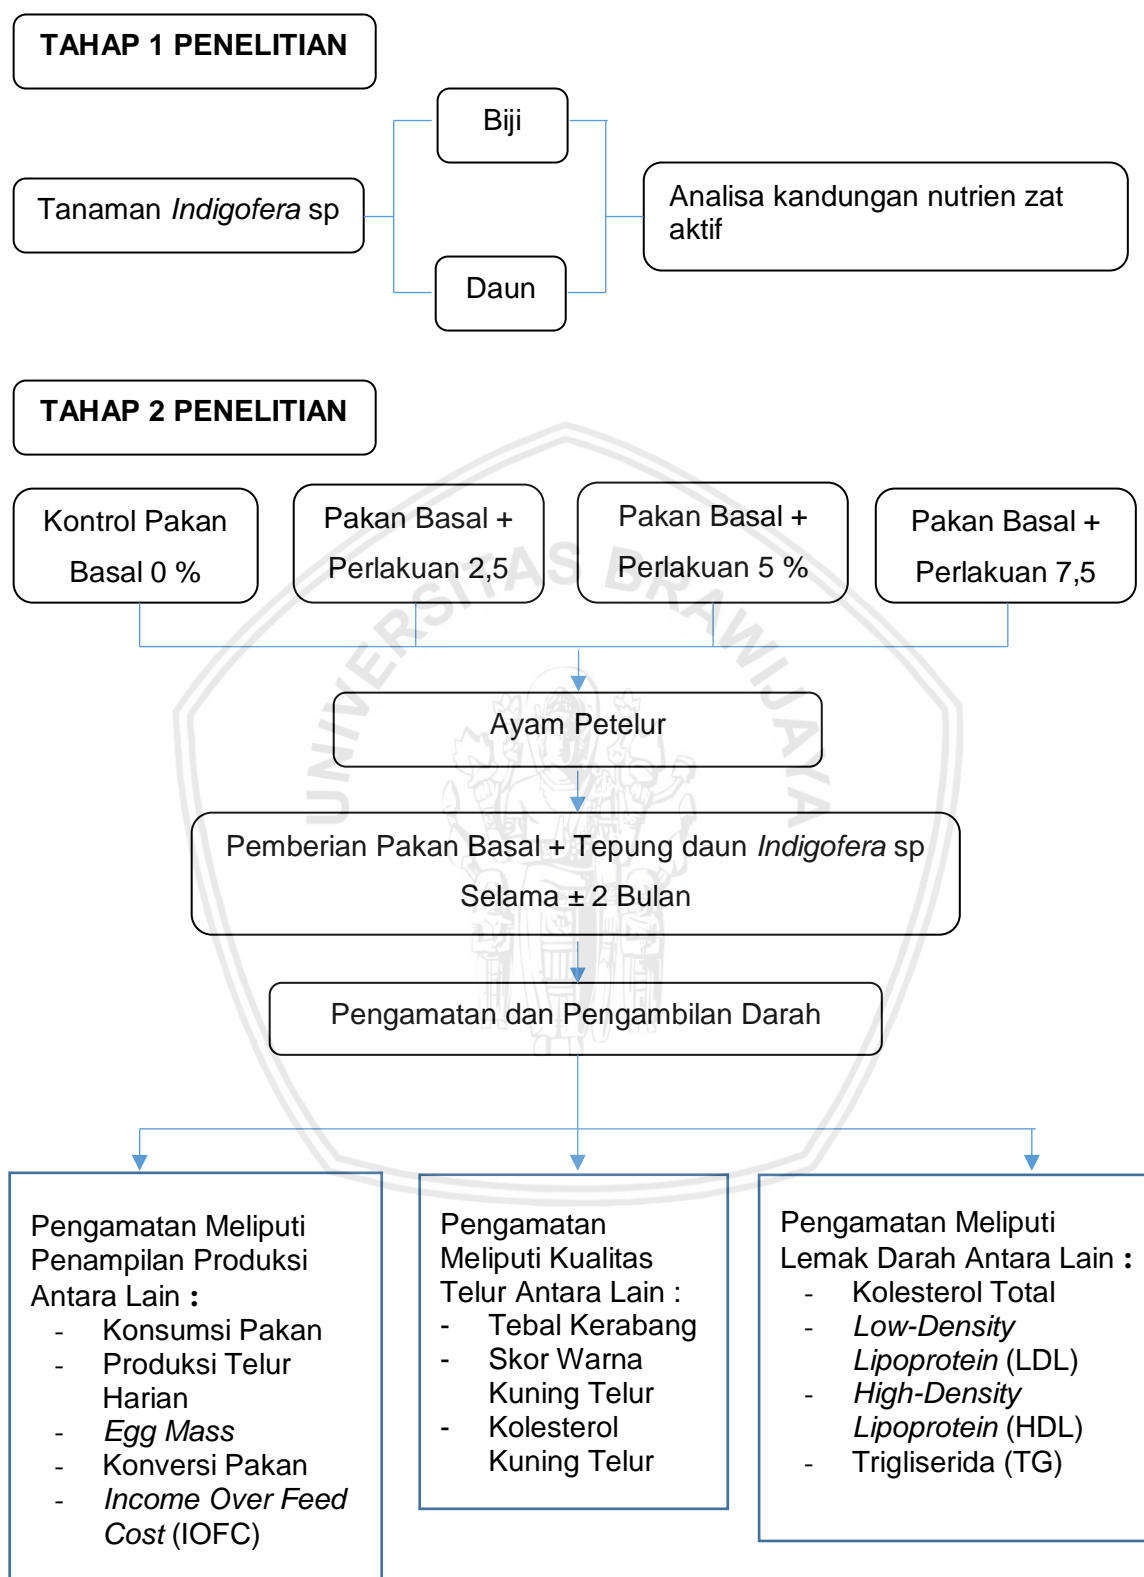 TAHAP 1 PENELITIAN
Biji
Tanaman Indigofera sp
Analisa kandungan nutrien zat
aktif
Daun
TAHAP 2 PENELITIAN
Kontrol Pakan
Basal 0 %
Pakan Basal +
Perlakuan 2,5
Pakan Basal +
Perlakuan 5 %
Pakan Basal +
Perlakuan 7,5
UNIVERSITAS BRAWIJAYA
Ayam Petelur
Pemberian Pakan Basal + Tepung daun Indigofera sp
Selama ± 2 Bulan
Pengamatan dan Pengambilan Darah
Pengamatan Meliputi
Penampilan Produksi
Antara Lain :
- Konsumsi Pakan
- Produksi Telur
Harian
- Egg Mass
- Konversi Pakan
- Income Over Feed
Cost (IOFC)
Pengamatan
Meliputi Kualitas
Telur Antara Lain :
- Tebal Kerabang
- Skor Warna
Kuning Telur
- Kolesterol
Kuning Telur
Pengamatan Meliputi
Lemak Darah Antara Lain :
- Kolesterol Total
- Low-Density
Lipoprotein (LDL)
- High-Density
Lipoprotein (HDL)
- Trigliserida (TG)